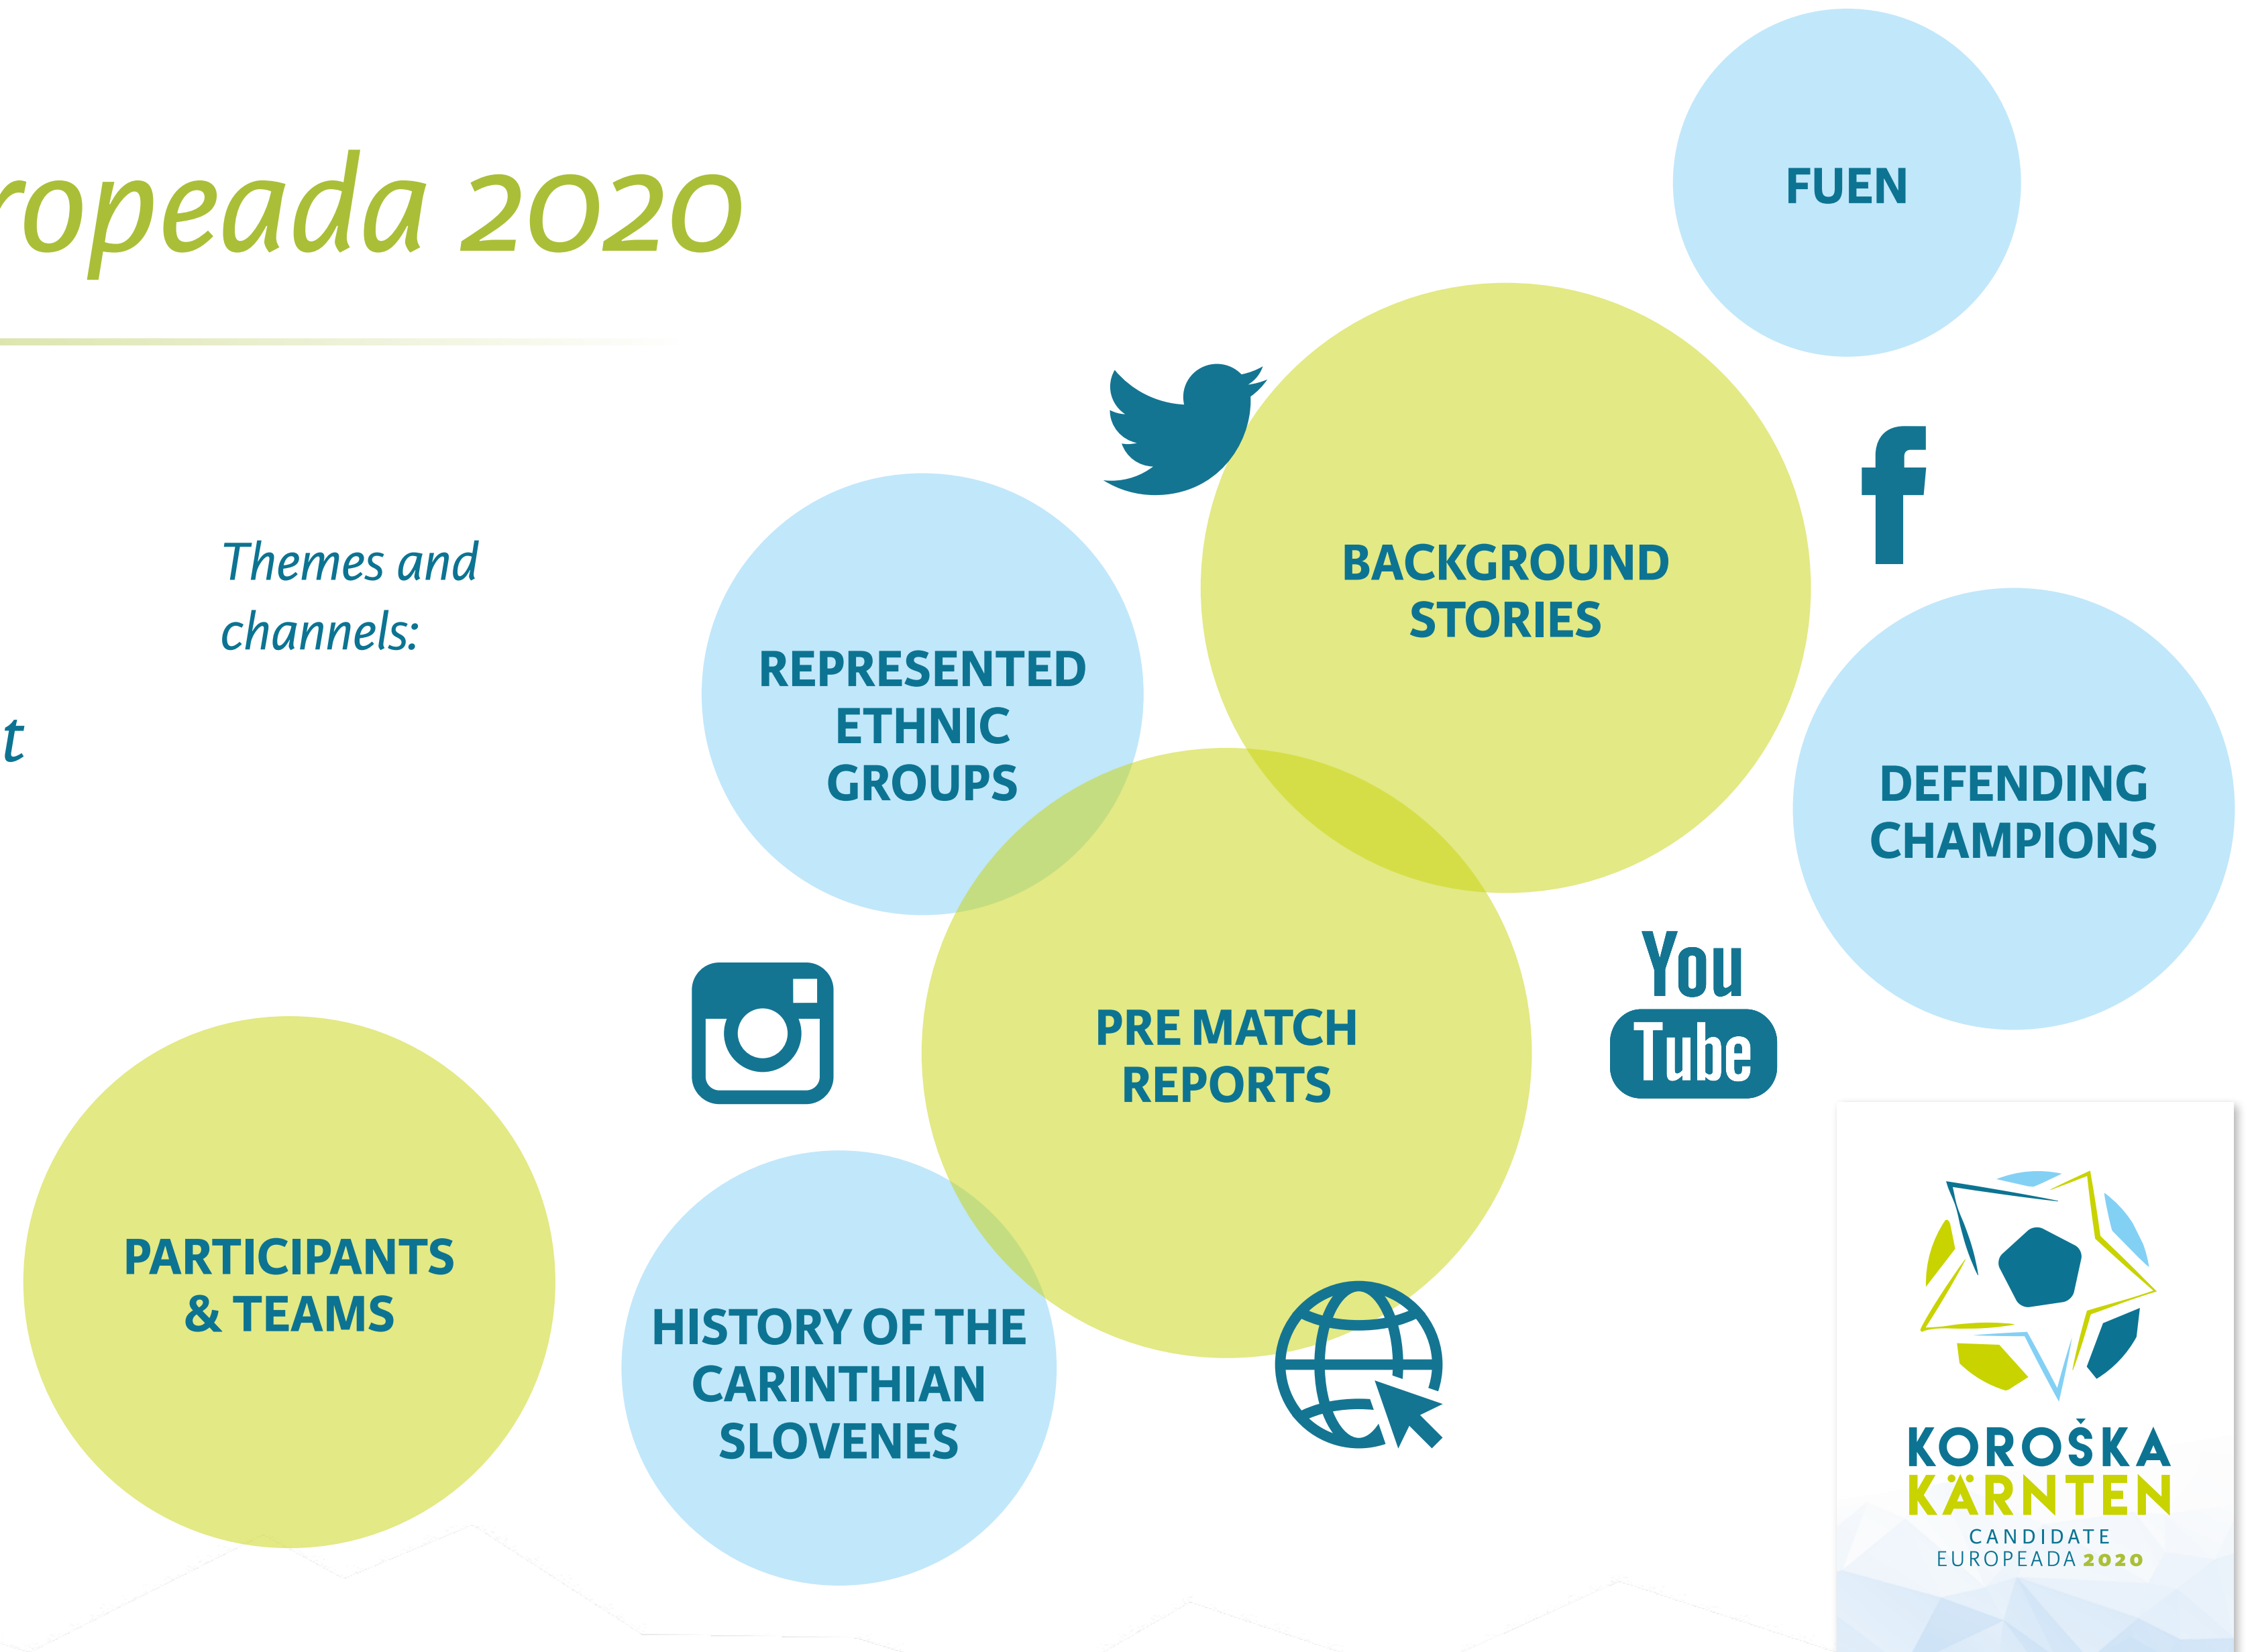 ropeada 2020
FUEN
Themes and
channels:
t
BACKGROUND
STORIES
REPRESENTED
ETHNIC
GROUPS
DEFENDING
CHAMPIONS
You
Tube
PRE MATCH
REPORTS
PARTICIPANTS
& TEAMS
HISTORY OF THE
CARINTHIAN
SLOVENES
KOROŠKA
KÄRNTEN
CANDIDATE
EUROPEADA 2020